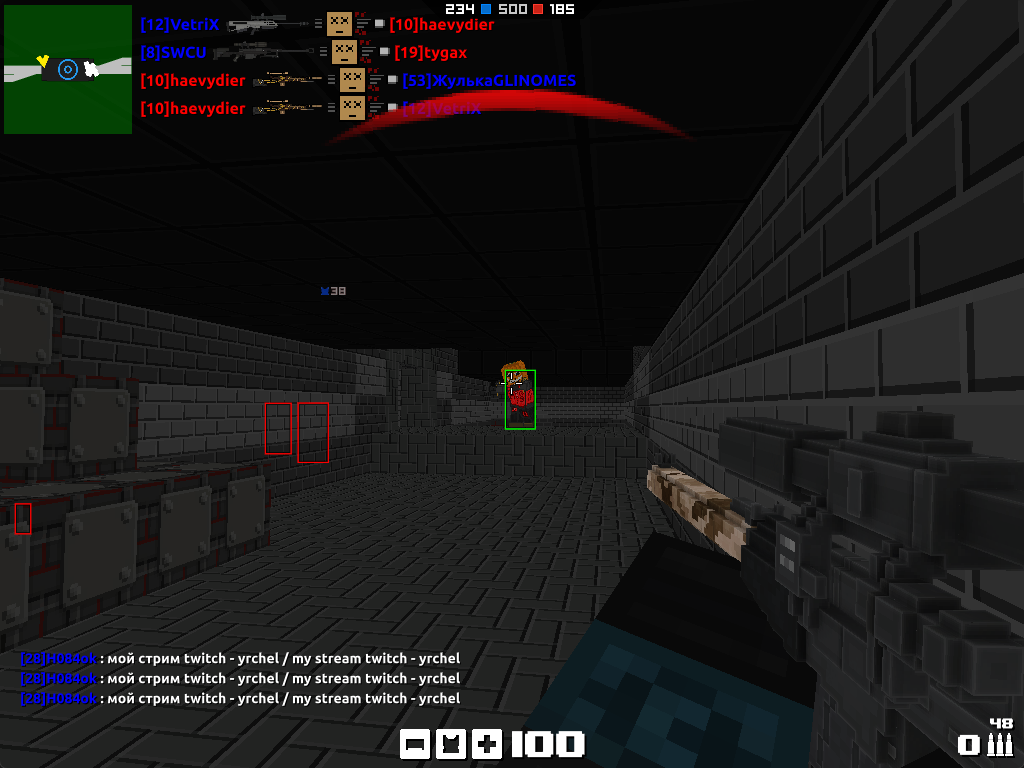 234 500 185
[12]VetriX [10]haevydier
[8]SWCU [19]tygax
[10]haevydier [53]ЖулькаGLINOMES
[10]haevydier [12]VetriX
38
[28]H084ok : мой стрим twitch - yrchel / my stream twitch - yrchel
[28]H084ok : мой стрим twitch - yrchel / my stream twitch - yrchel
[28]H084ok : мой стрим twitch - yrchel / my stream twitch - yrchel
100
48
0